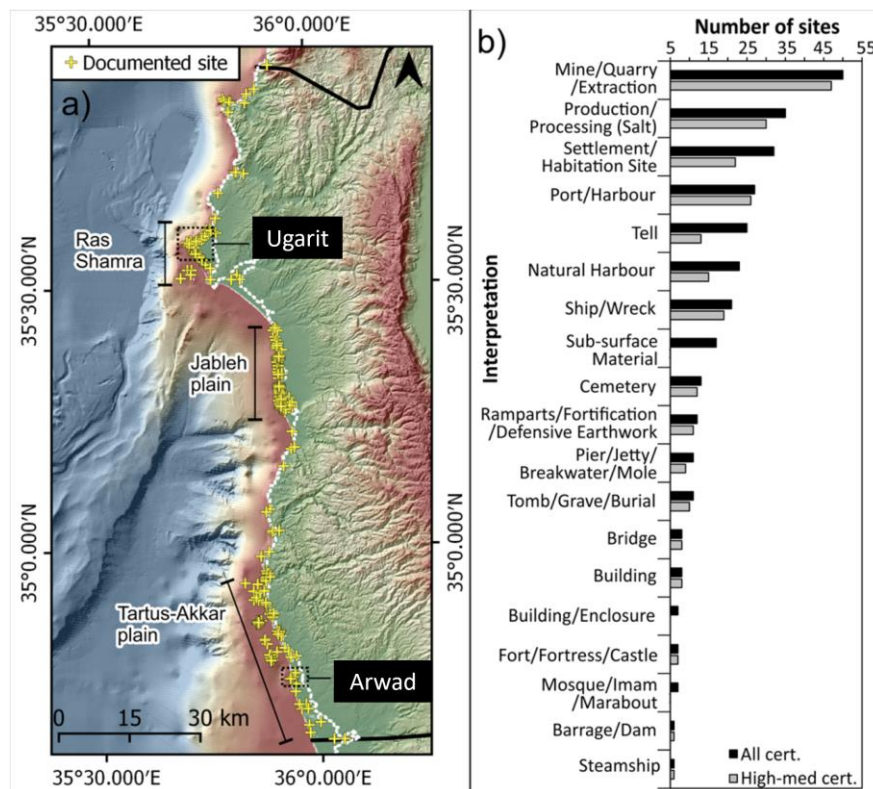 35°30.000′E
36°0.000′E
Documented site
a)
Ras
Shamra
Ugarit
Jableh
plain
Tartus-Akkar
plain
Arwad
0 15 30 km
35°30.000′N
35°0.000′N
35°30.000′N
35°0.000′N
35°30.000′E
36°0.000′E
b)
Number of sites
5 15 25 35 45 55
Interpretation
Mine/Quarry
/Extraction
Production/
Processing (Salt)
Settlement/
Habitation Site
Port/Harbour
Tell
Natural Harbour
Ship/Wreck
Sub-surface
Material
Cemetery
Ramparts/Fortification
/Defensive Earthwork
Pier/Jetty/
Breakwater/Mole
Tomb/Grave/Burial
Bridge
Building
Building/Enclosure
Fort/Fortress/Castle
Mosque/Imam
/Marabout
Barrage/Dam
Steamship
All cert.
High-med cert.